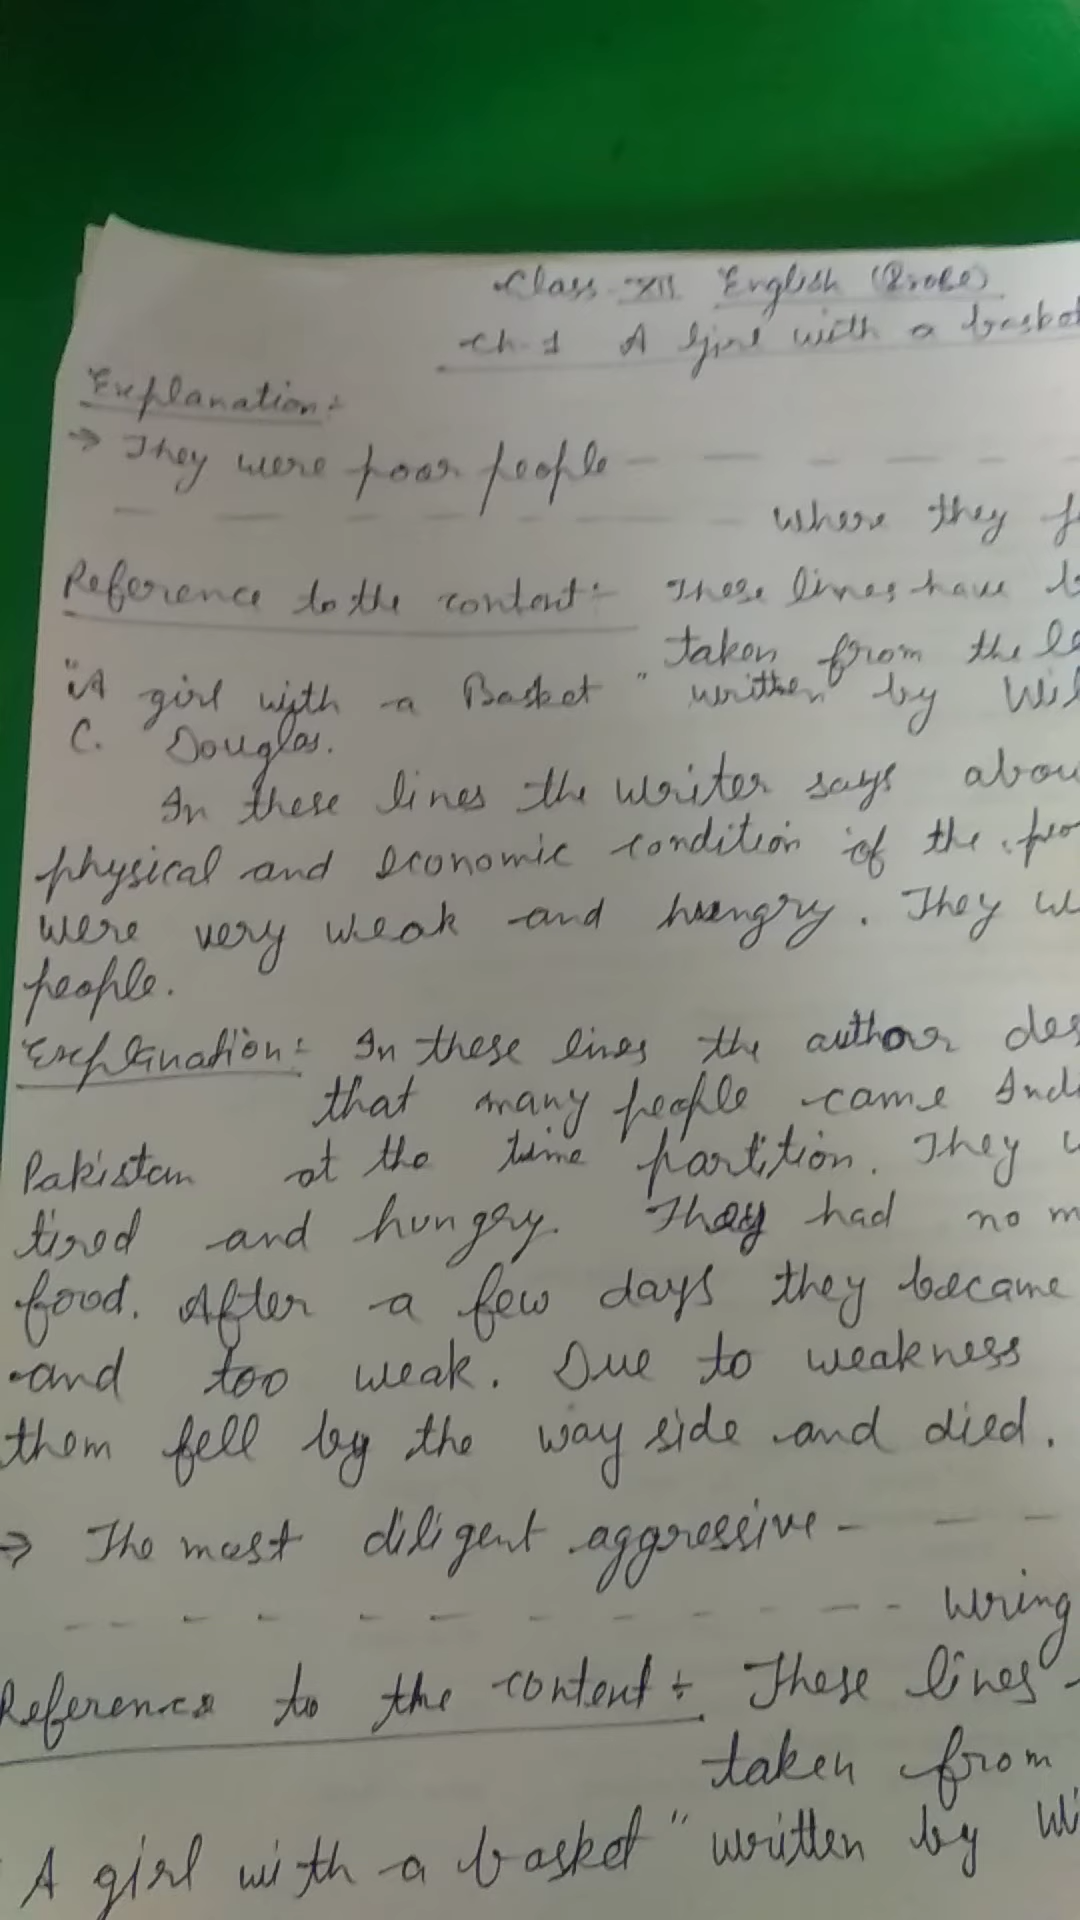 Class-XII English (Prose)
Ch-1 A Girl with a basket
Explanation:-
→ They were poor people - - - - - -
- - - - - - where they
Reference to the content:- These lines have
taken from the
"A girl with a Basket" written by
C. Douglas.
In these lines the writer says
physical and economic condition of the
were very weak and hungry. They
people.
Explanation:- In these lines the author
that many people came
Pakistan at the time partition. They
tired and hungry. They had no
food. After a few days they became
and too weak. Due to weakness
them fell by the way side and died.
→ The most diligent aggressive - - -
- - - - - - - - - - -
Reference to the content:- These lines
taken from
A girl with a basket" written by